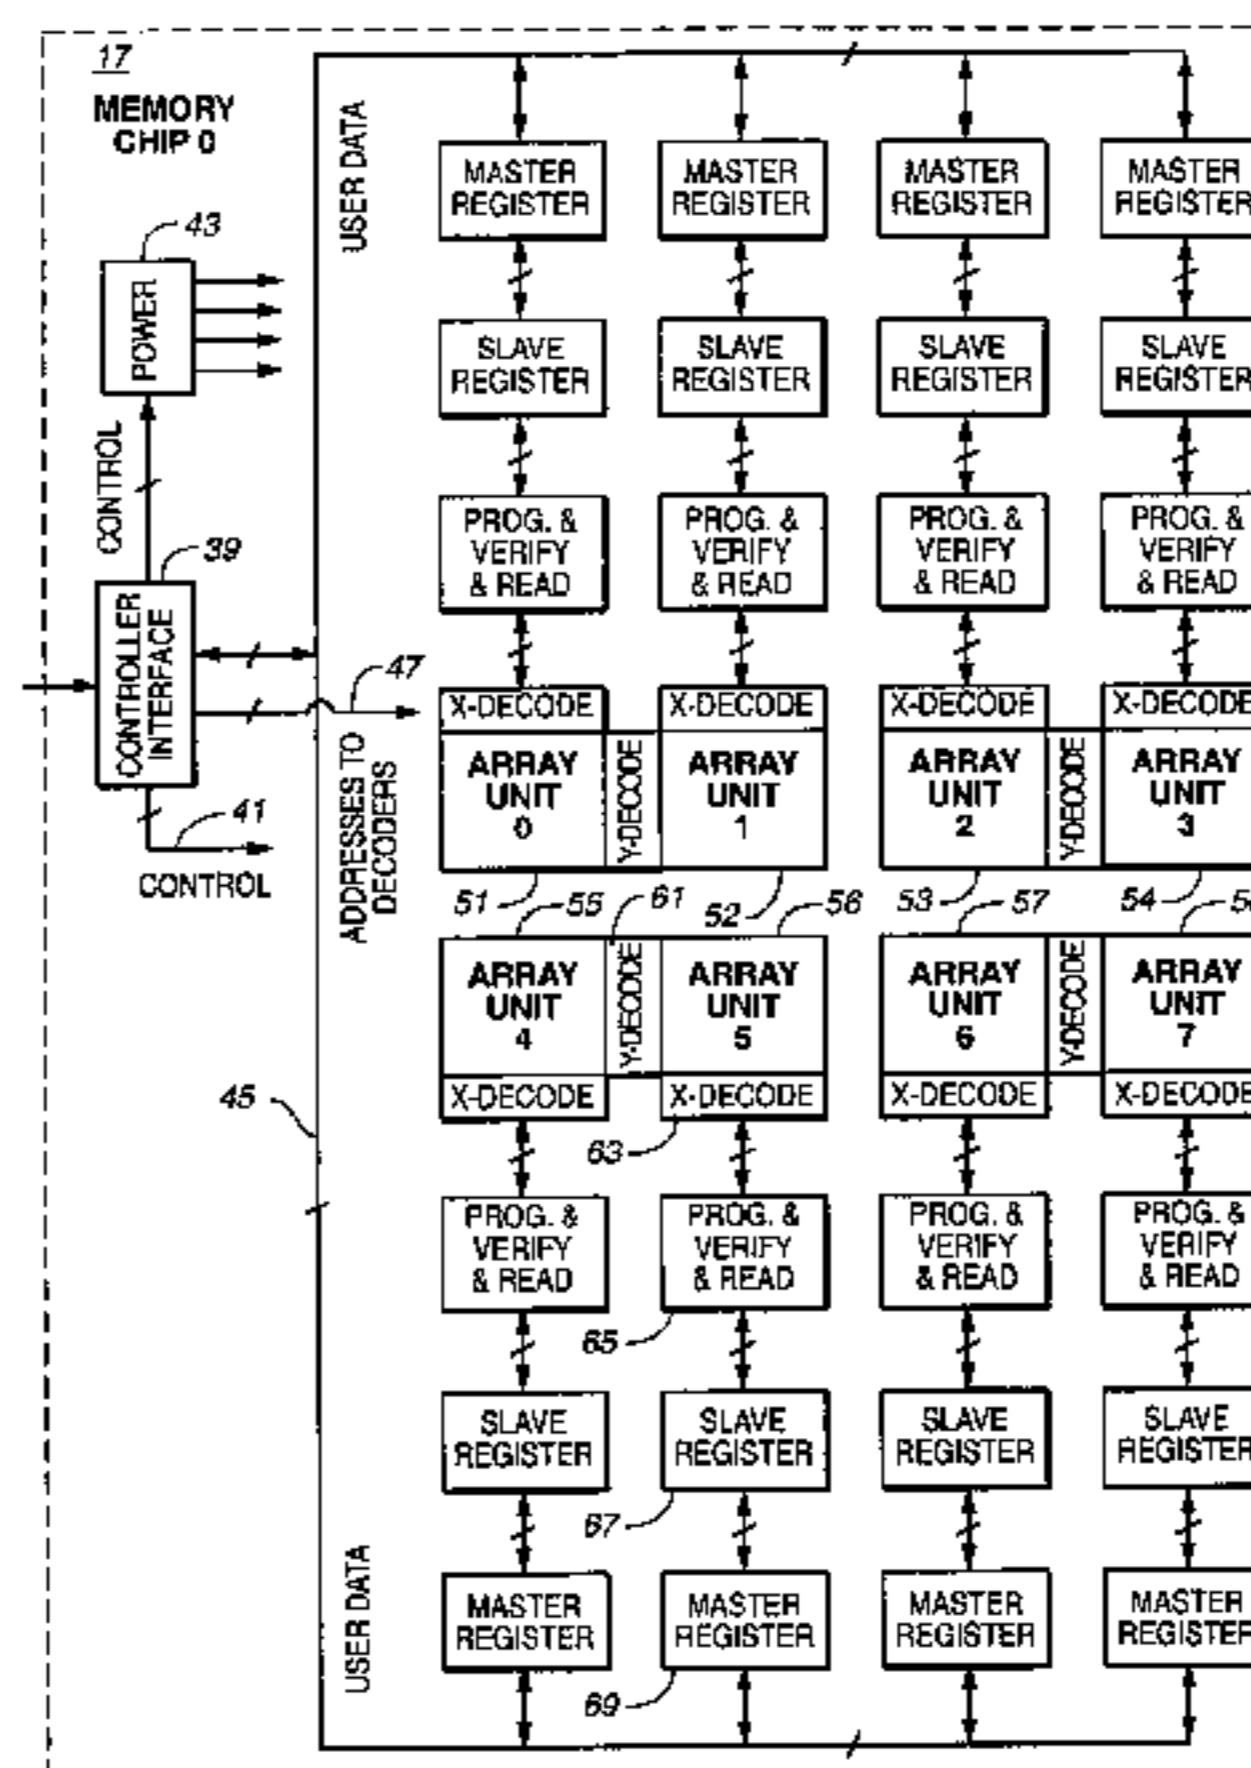 17
MEMORY
CHIP 0
USER DATA
MASTER
REGISTER
MASTER
REGISTER
MASTER
REGISTER
MASTER
REGISTER
43
POWER
SLAVE
REGISTER
SLAVE
REGISTER
SLAVE
REGISTER
SLAVE
REGISTER
CONTROL
PROG. &
VERIFY
& READ
PROG. &
VERIFY
& READ
PROG. &
VERIFY
& READ
PROG. &
VERIFY
& READ
39
CONTROLLER
INTERFACE
47
ADDRESSES TO
DECODERS
41
CONTROL
X-DECODE
X-DECODE
X-DECODE
X-DECODE
ARRAY
UNIT
0
Y-DECODE
ARRAY
UNIT
1
ARRAY
UNIT
2
Y-DECODE
ARRAY
UNIT
3
51
55
61
52
56
53
57
54
ARRAY
UNIT
4
Y-DECODE
ARRAY
UNIT
5
ARRAY
UNIT
6
Y-DECODE
ARRAY
UNIT
7
X-DECODE
X-DECODE
X-DECODE
X-DECODE
45
63
PROG. &
VERIFY
& READ
PROG. &
VERIFY
& READ
PROG. &
VERIFY
& READ
PROG. &
VERIFY
& READ
65
SLAVE
REGISTER
SLAVE
REGISTER
SLAVE
REGISTER
SLAVE
REGISTER
67
USER DATA
MASTER
REGISTER
MASTER
REGISTER
MASTER
REGISTER
MASTER
REGISTER
69